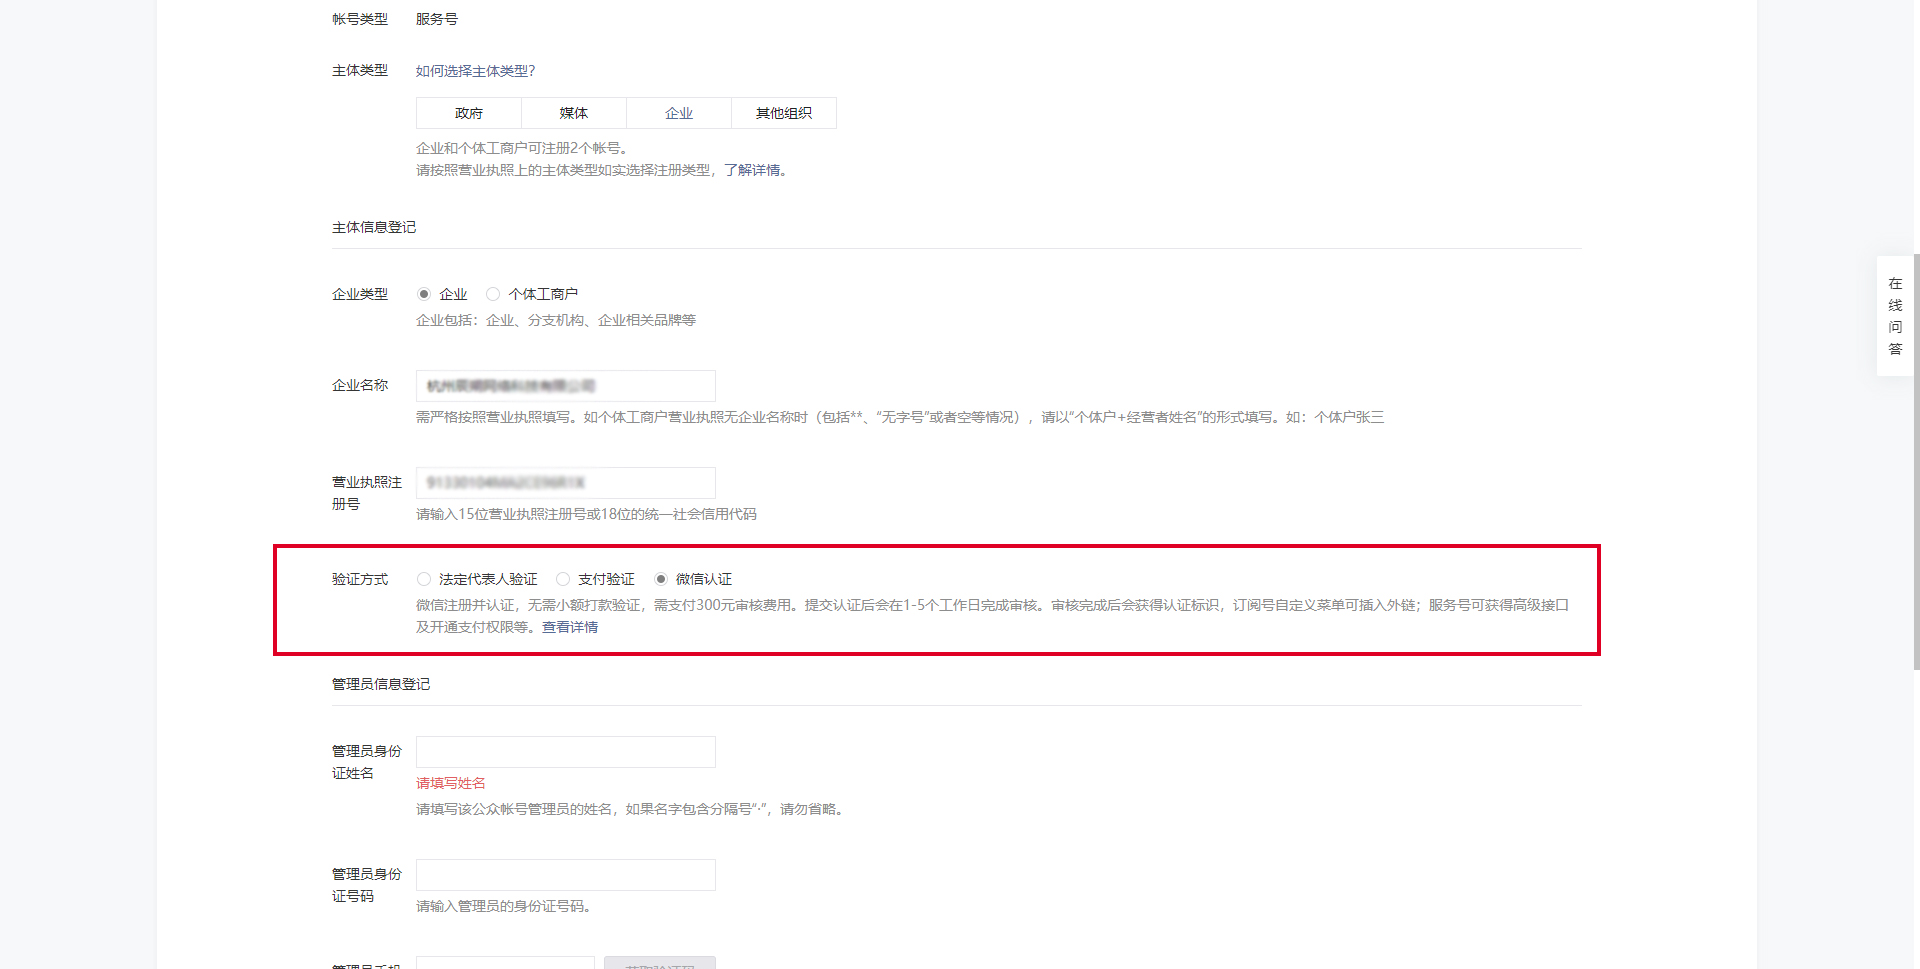 帐号类型 服务号
主体类型 如何选择主体类型？
政府 媒体 企业 其他组织
企业和个体工商户可注册2个帐号。
请按照营业执照上的主体类型如实选择注册类型，了解详情。
主体信息登记
企业类型 企业 个体工商户
企业包括：企业、分支机构、企业相关品牌等
企业名称
需严格按照营业执照填写。如个体工商户营业执照无企业名称时（包括**、“无字号”或者空等情况），请以“个体户+经营者姓名”的形式填写。如：个体户张三
营业执照注
册号
请输入15位营业执照注册号或18位的统一社会信用代码
验证方式 法定代表人验证 支付验证 微信认证
微信注册并认证，无需小额打款验证，需支付300元审核费用。提交认证后会在1-5个工作日完成审核。审核完成后会获得认证标识，订阅号自定义菜单可插入外链；服务号可获得高级接口
及开通支付权限等。查看详情
管理员信息登记
管理员身份
证姓名
请填写姓名
请填写该公众帐号管理员的姓名，如果名字包含分隔号“·”，请勿省略。
管理员身份
证号码
请输入管理员的身份证号码。
管理员手机
在
线
问
答